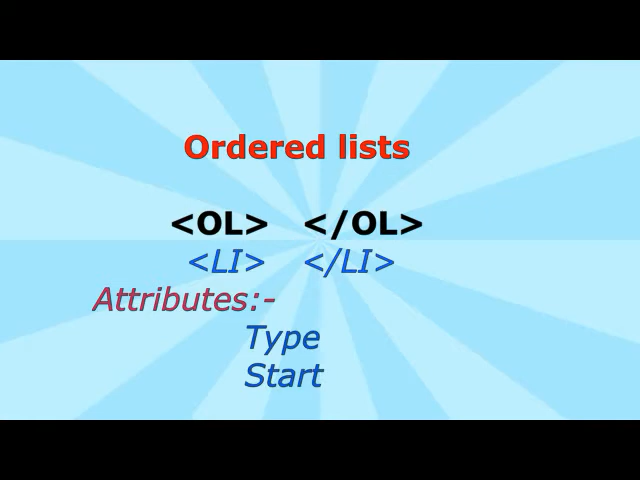 Ordered lists
<OL> </OL>
<LI> </LI>
Attributes:-
Type
Start